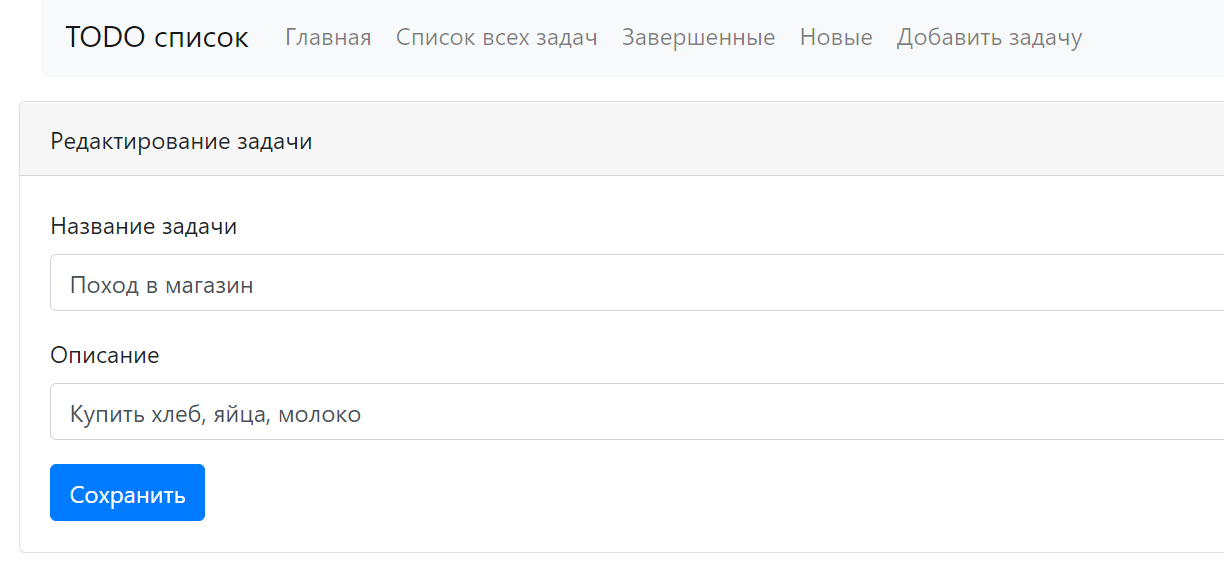 TODO список Главная Список всех задач Завершенные Новые Добавить задачу
Редактирование задачи
Название задачи
Поход в магазин
Описание
Купить хлеб, яйца, молоко
Сохранить